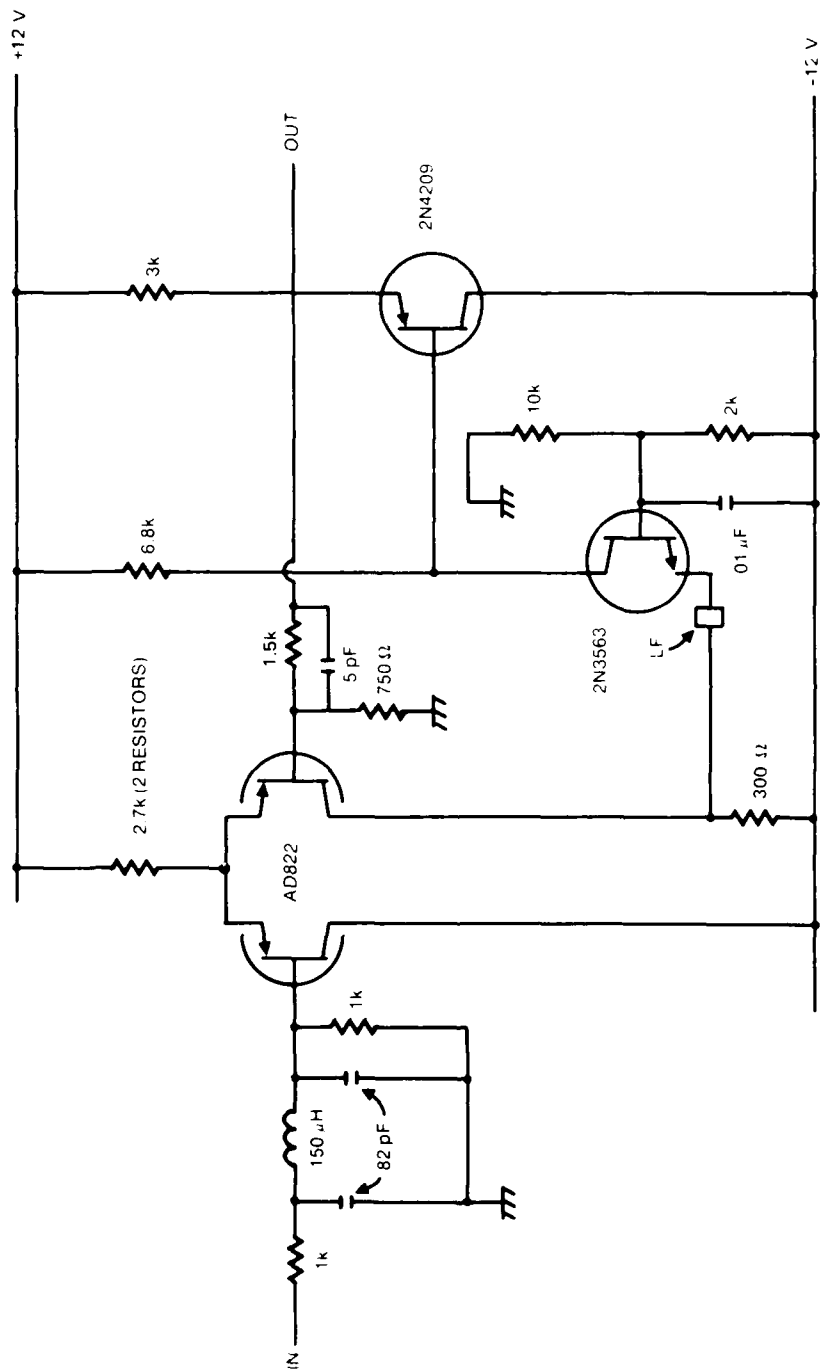 +12 V
2.7k (2 RESISTORS)
6.8k
3k
OUT
1.5k
5 pF
750 Ω
AD822
2N4209
10k
2k
01 µF
2N3563
LF
300 Ω
IN
1k
150 µH
82 pF
1k
-12 V